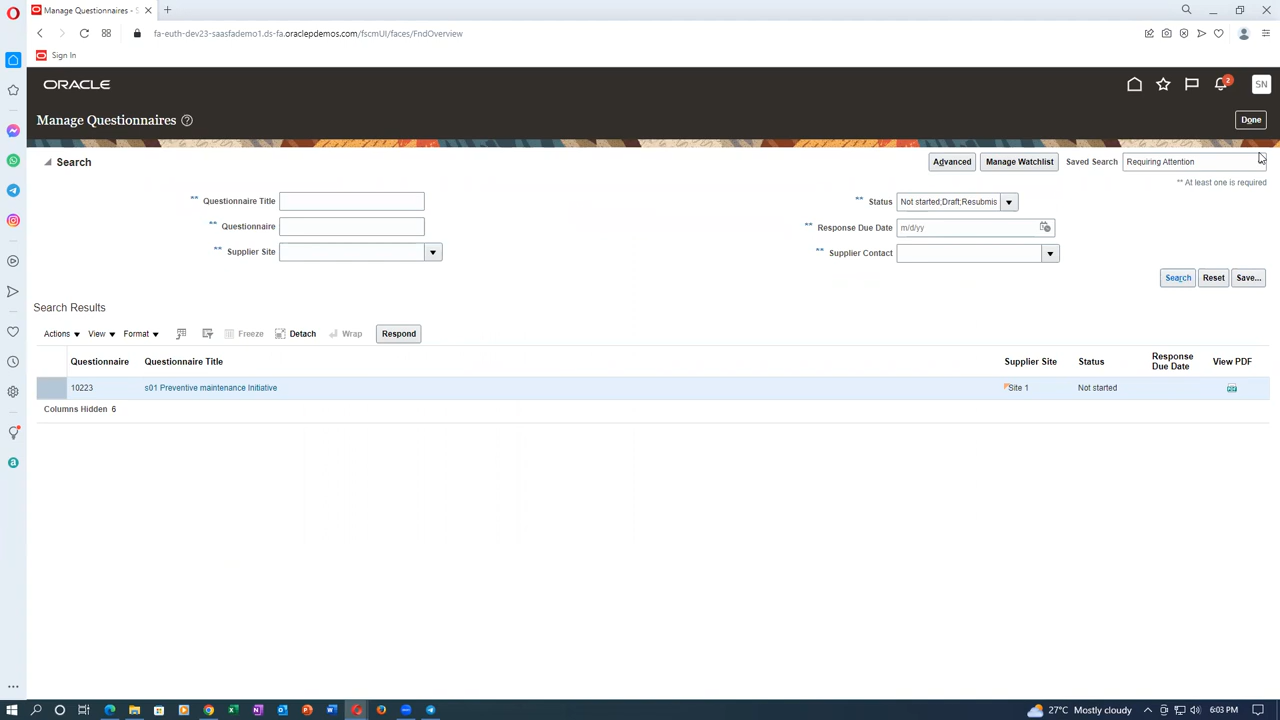 Manage Questionnaires - S
fa-euth-dev23-saasfademo1.ds-fa.oraclepdemos.com/fscmUI/faces/FndOverview
Sign In
ORACLE
2
SN
Manage Questionnaires ?
Done
Search
Advanced
Manage Watchlist
Saved Search
Requiring Attention
** At least one is required
** Questionnaire Title
** Status
Not started;Draft;Resubmis
** Questionnaire
** Response Due Date
m/d/yy
** Supplier Site
** Supplier Contact
Search
Reset
Save...
Search Results
Actions
View
Format
Freeze
Detach
Wrap
Respond
Questionnaire
Questionnaire Title
Supplier Site
Status
Response Due Date
View PDF
10223
s01 Preventive maintenance Initiative
Site 1
Not started
Columns Hidden 6
27°C Mostly cloudy
6:03 PM